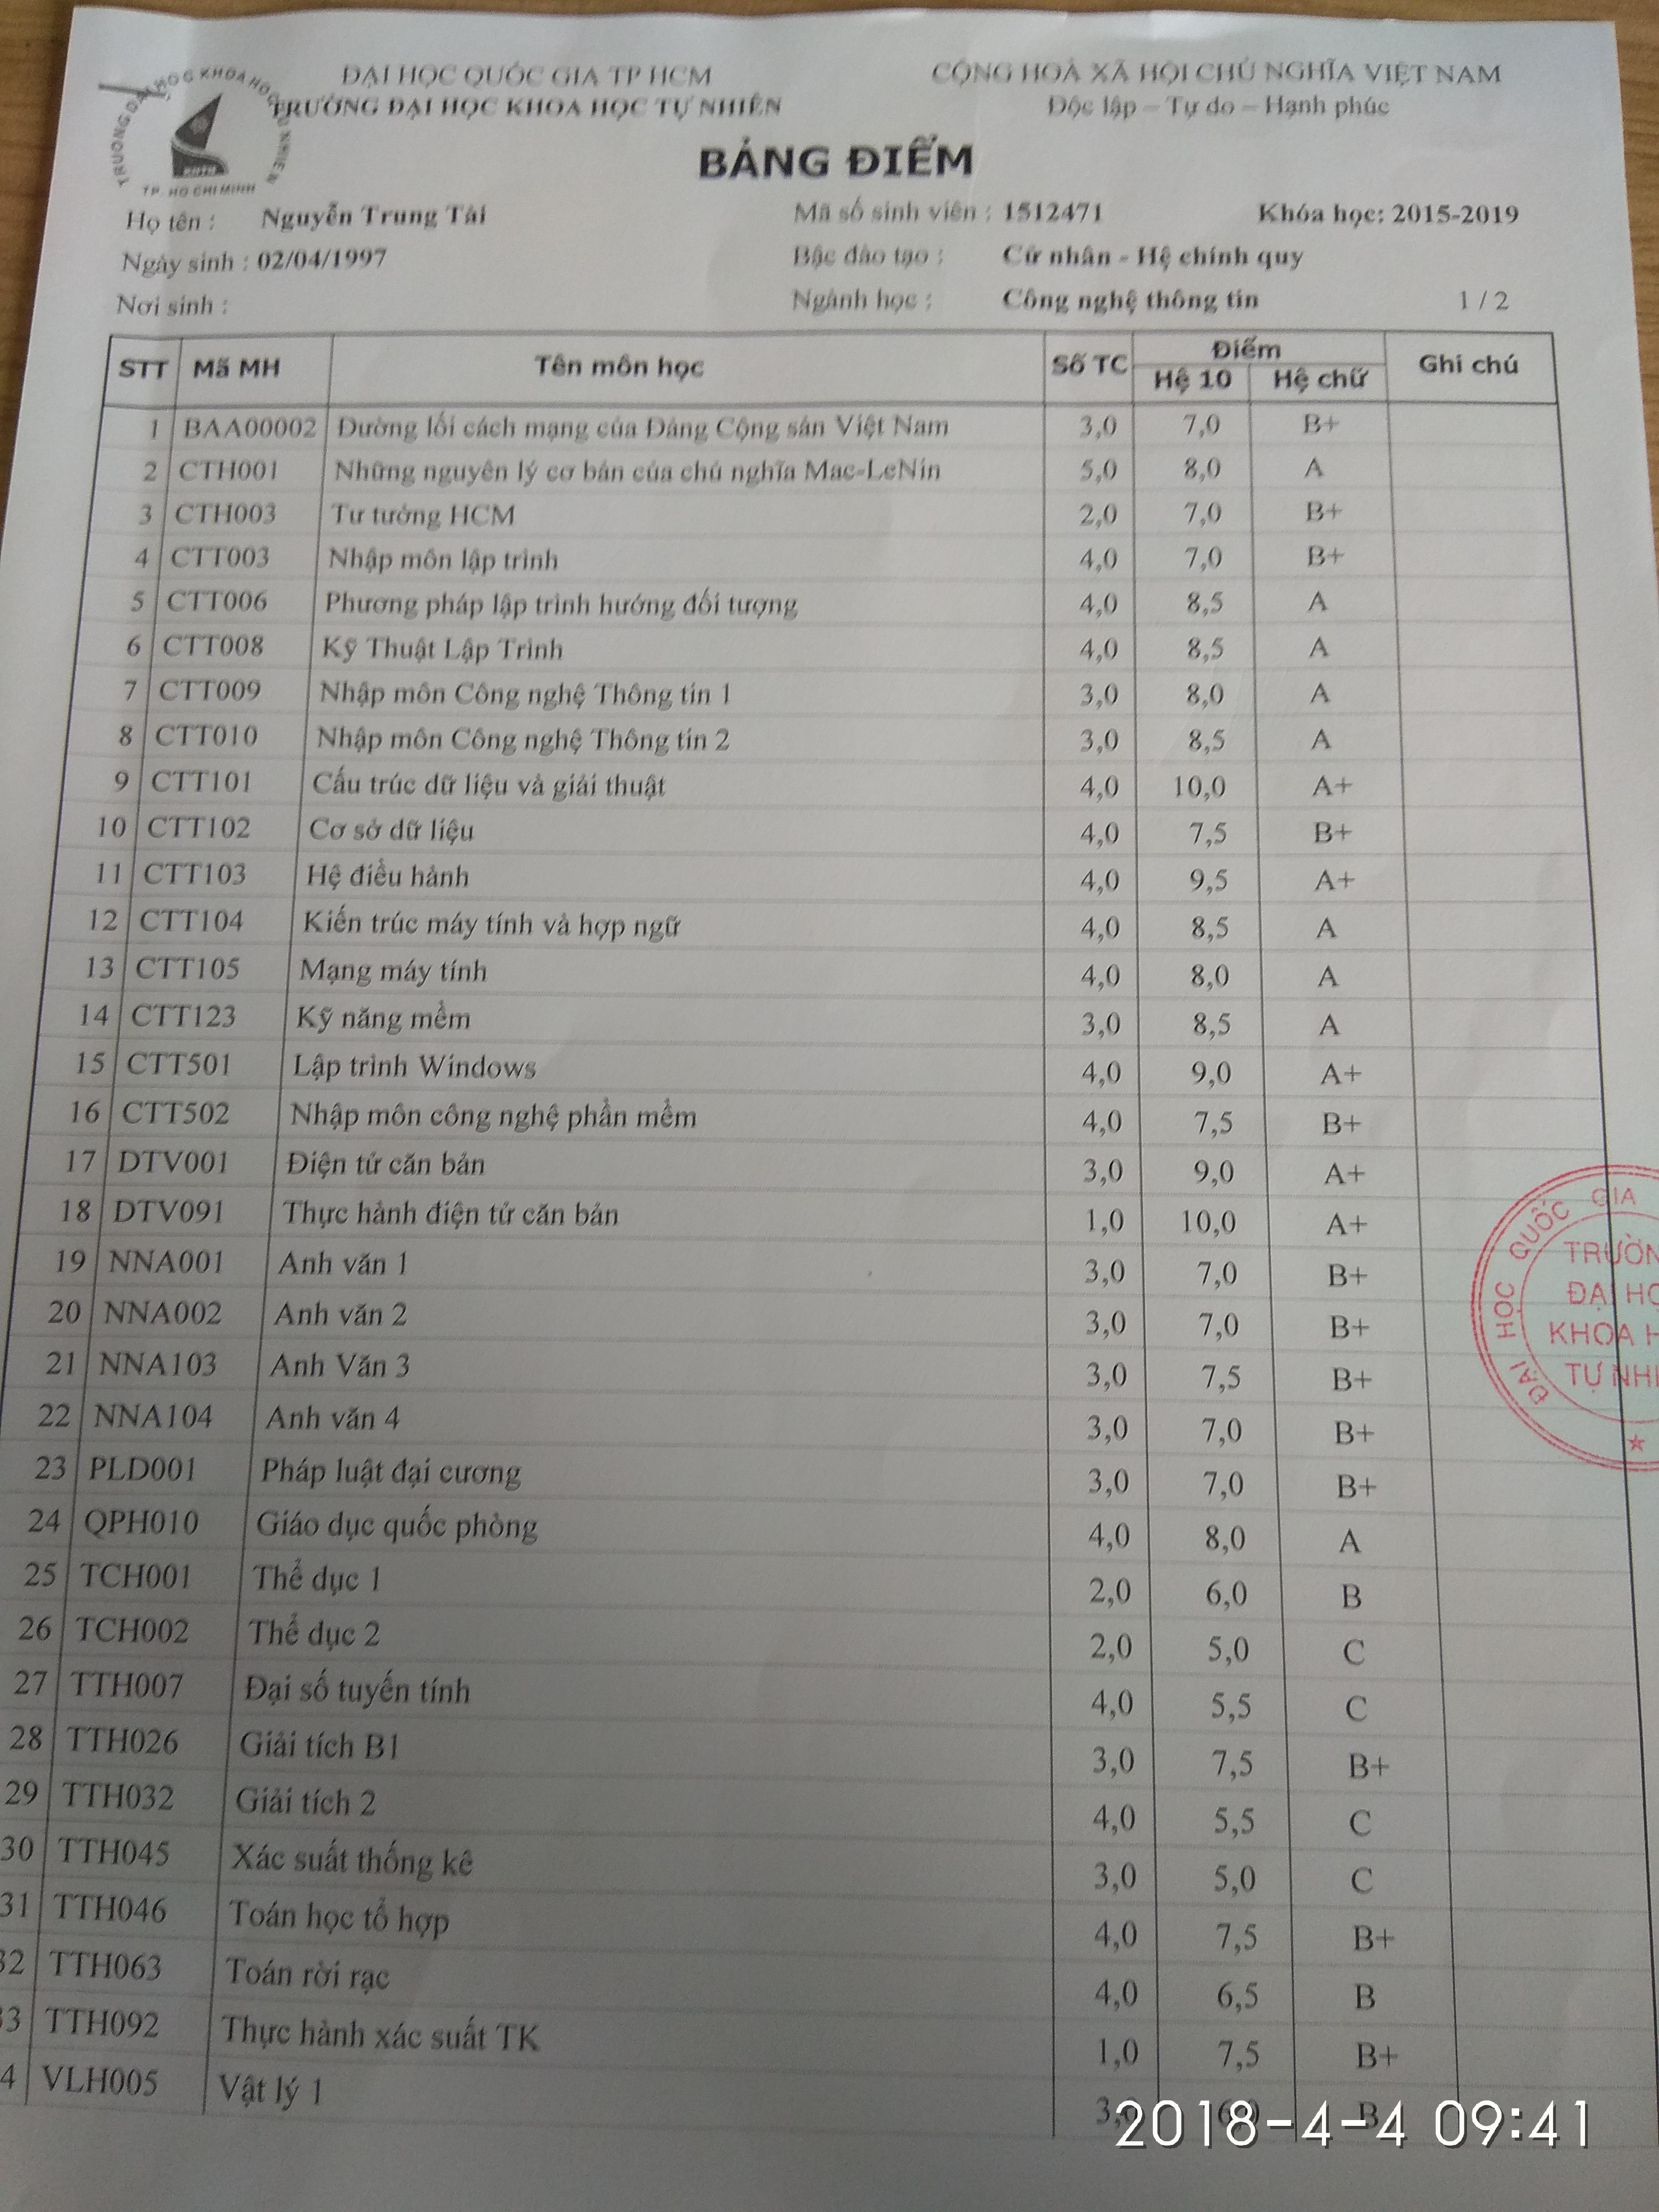 ĐẠI HỌC QUỐC GIA TP HCM
TRƯỜNG ĐẠI HỌC KHOA HỌC TỰ NHIÊN
CỘNG HOÀ XÃ HỘI CHỦ NGHĨA VIỆT NAM
Độc lập – Tự do – Hạnh phúc
TRƯỜNG ĐẠI HỌC KHOA HỌC TỰ NHIÊN
KHTN
TP. HỒ CHÍ MINH
BẢNG ĐIỂM
Họ tên : Nguyễn Trung Tài Mã số sinh viên : 1512471 Khóa học: 2015-2019
Ngày sinh : 02/04/1997 Bậc đào tạo : Cử nhân - Hệ chính quy
Nơi sinh : Ngành học : Công nghệ thông tin 1 / 2
STT Mã MH Tên môn học Số TC Điểm Ghi chú
Hệ 10 Hệ chữ
1 BAA00002 Đường lối cách mạng của Đảng Cộng sản Việt Nam 3,0 7,0 B+
2 CTH001 Những nguyên lý cơ bản của chủ nghĩa Mac-LeNin 5,0 8,0 A
3 CTH003 Tư tưởng HCM 2,0 7,0 B+
4 CTT003 Nhập môn lập trình 4,0 7,0 B+
5 CTT006 Phương pháp lập trình hướng đối tượng 4,0 8,5 A
6 CTT008 Kỹ Thuật Lập Trình 4,0 8,5 A
7 CTT009 Nhập môn Công nghệ Thông tin 1 3,0 8,0 A
8 CTT010 Nhập môn Công nghệ Thông tin 2 3,0 8,5 A
9 CTT101 Cấu trúc dữ liệu và giải thuật 4,0 10,0 A+
10 CTT102 Cơ sở dữ liệu 4,0 7,5 B+
11 CTT103 Hệ điều hành 4,0 9,5 A+
12 CTT104 Kiến trúc máy tính và hợp ngữ 4,0 8,5 A
13 CTT105 Mạng máy tính 4,0 8,0 A
14 CTT123 Kỹ năng mềm 3,0 8,5 A
15 CTT501 Lập trình Windows 4,0 9,0 A+
16 CTT502 Nhập môn công nghệ phần mềm 4,0 7,5 B+
17 DTV001 Điện tử căn bản 3,0 9,0 A+
18 DTV091 Thực hành điện tử căn bản 1,0 10,0 A+
19 NNA001 Anh văn 1 3,0 7,0 B+
20 NNA002 Anh văn 2 3,0 7,0 B+
21 NNA103 Anh Văn 3 3,0 7,5 B+
22 NNA104 Anh văn 4 3,0 7,0 B+
23 PLD001 Pháp luật đại cương 3,0 7,0 B+
24 QPH010 Giáo dục quốc phòng 4,0 8,0 A
25 TCH001 Thể dục 1 2,0 6,0 B
26 TCH002 Thể dục 2 2,0 5,0 C
27 TTH007 Đại số tuyến tính 4,0 5,5 C
28 TTH026 Giải tích B1 3,0 7,5 B+
29 TTH032 Giải tích 2 4,0 5,5 C
30 TTH045 Xác suất thống kê 3,0 5,0 C
31 TTH046 Toán học tổ hợp 4,0 7,5 B+
32 TTH063 Toán rời rạc 4,0 6,5 B
33 TTH092 Thực hành xác suất TK 1,0 7,5 B+
4 VLH005 Vật lý 1 3,0 6,0 B
ĐẠI HỌC QUỐC GIA
TRƯỜN
ĐẠI HỌ
KHOA H
TỰ NHI
2018-4-4 09:41